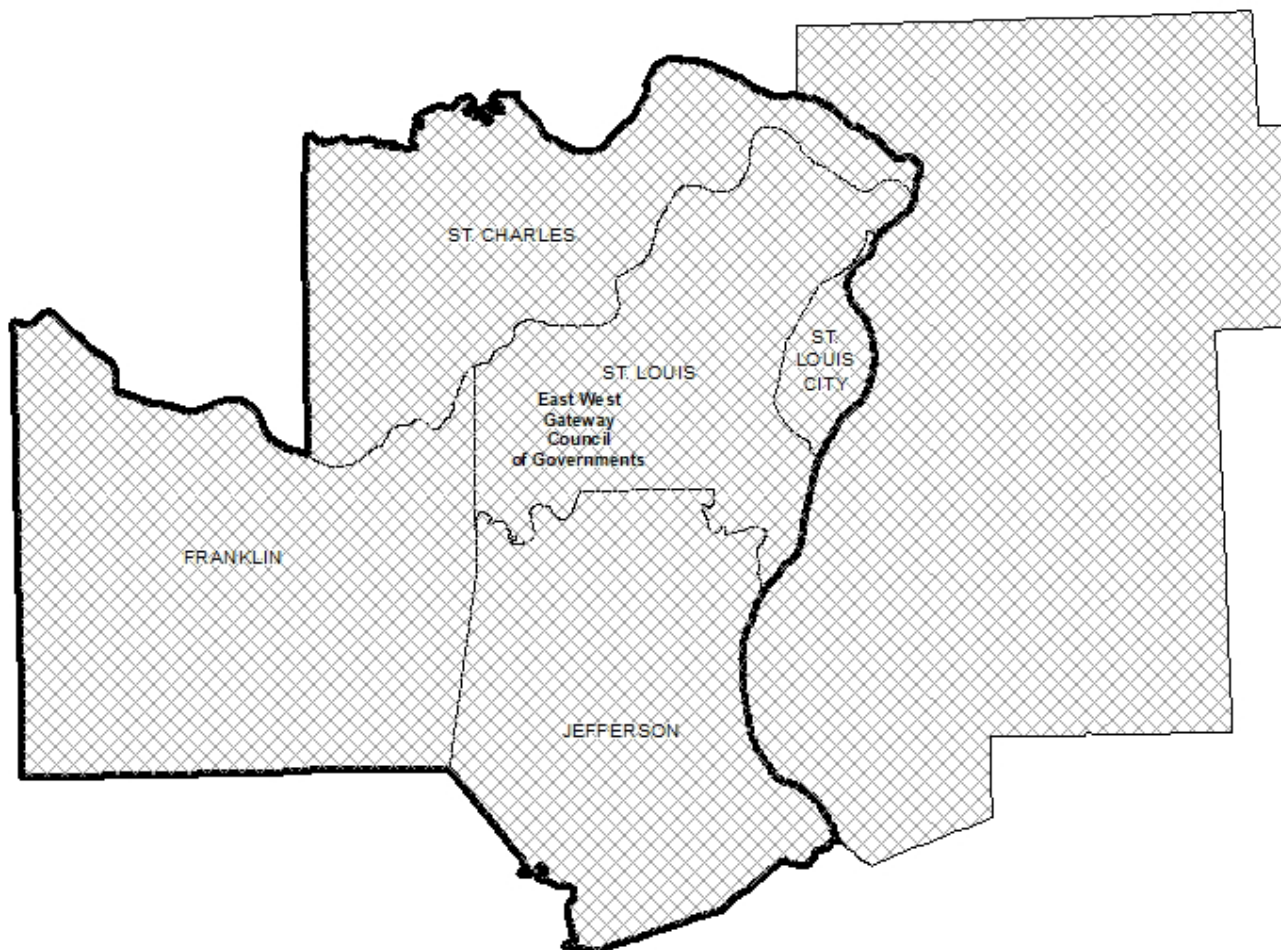 ST. CHARLES
ST.
LOUIS
CITY
ST. LOUIS
East West
Gateway
Council
of Governments
FRANKLIN
JEFFERSON